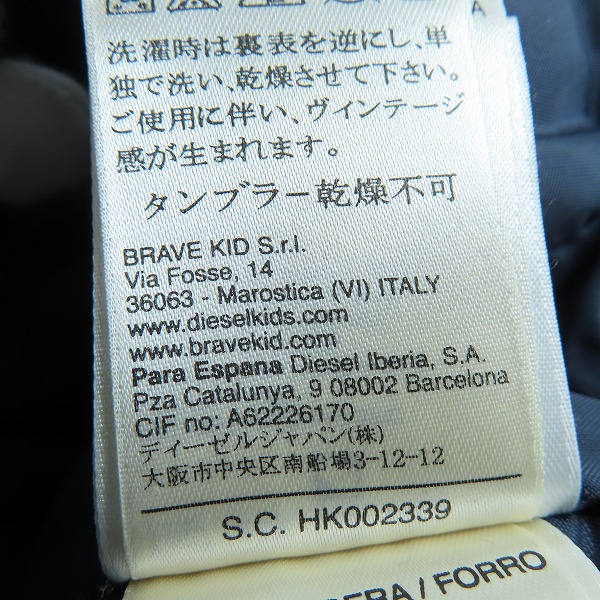 A
洗濯時は裏表を逆にし、単
独で洗い、乾燥させて下さい。
ご使用に伴い、ヴィンテージ
感が生まれます。
タンブラー乾燥不可
BRAVE KID S.r.l.
Via Fosse, 14
36063 - Marostica (VI) ITALY
www.dieselkids.com
www.bravekid.com
Para Espana Diesel Iberia, S.A.
Pza Catalunya, 9 08002 Barcelona
CIF no: A62226170
ディーゼルジャパン(株)
大阪市中央区南船場3-12-12
S.C. HK002339
/ FORRO